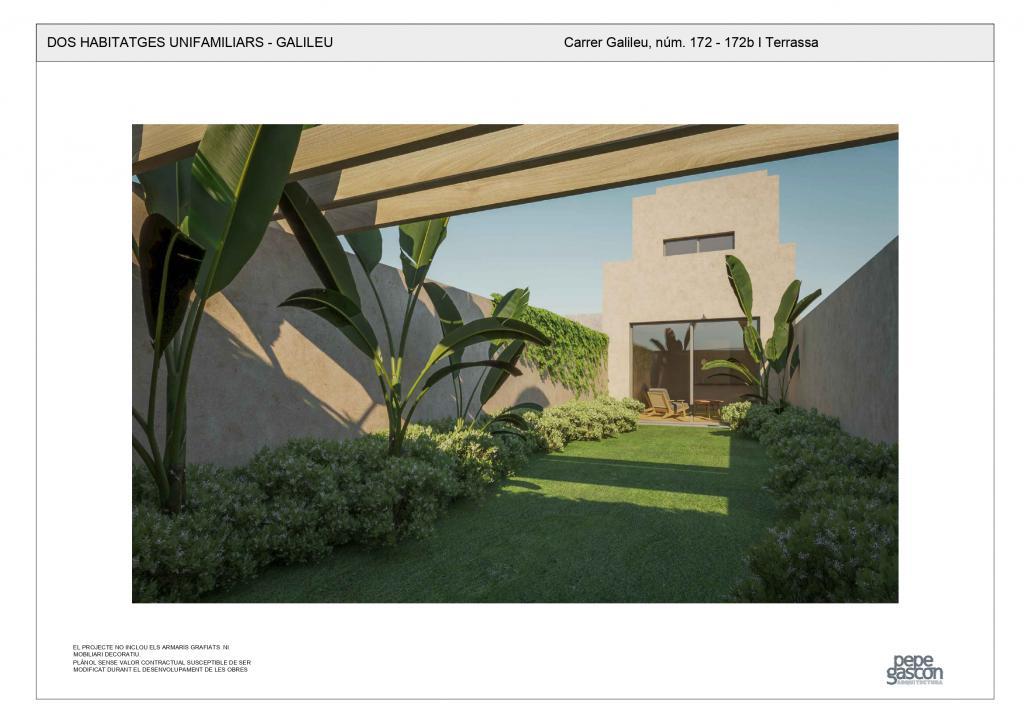 DOS HABITATGES UNIFAMILIARS - GALILEU
Carrer Galileu, núm. 172 - 172b I Terrassa
EL PROJECTE NO INCLOU ELS ARMARIS GRAFIATS NI
MOBILIARI DECORATIU.
PLÀNOL SENSE VALOR CONTRACTUAL SUSCEPTIBLE DE SER
MODIFICAT DURANT EL DESENVOLUPAMENT DE LES OBRES
pepe
gascón
ARQUITECTURA